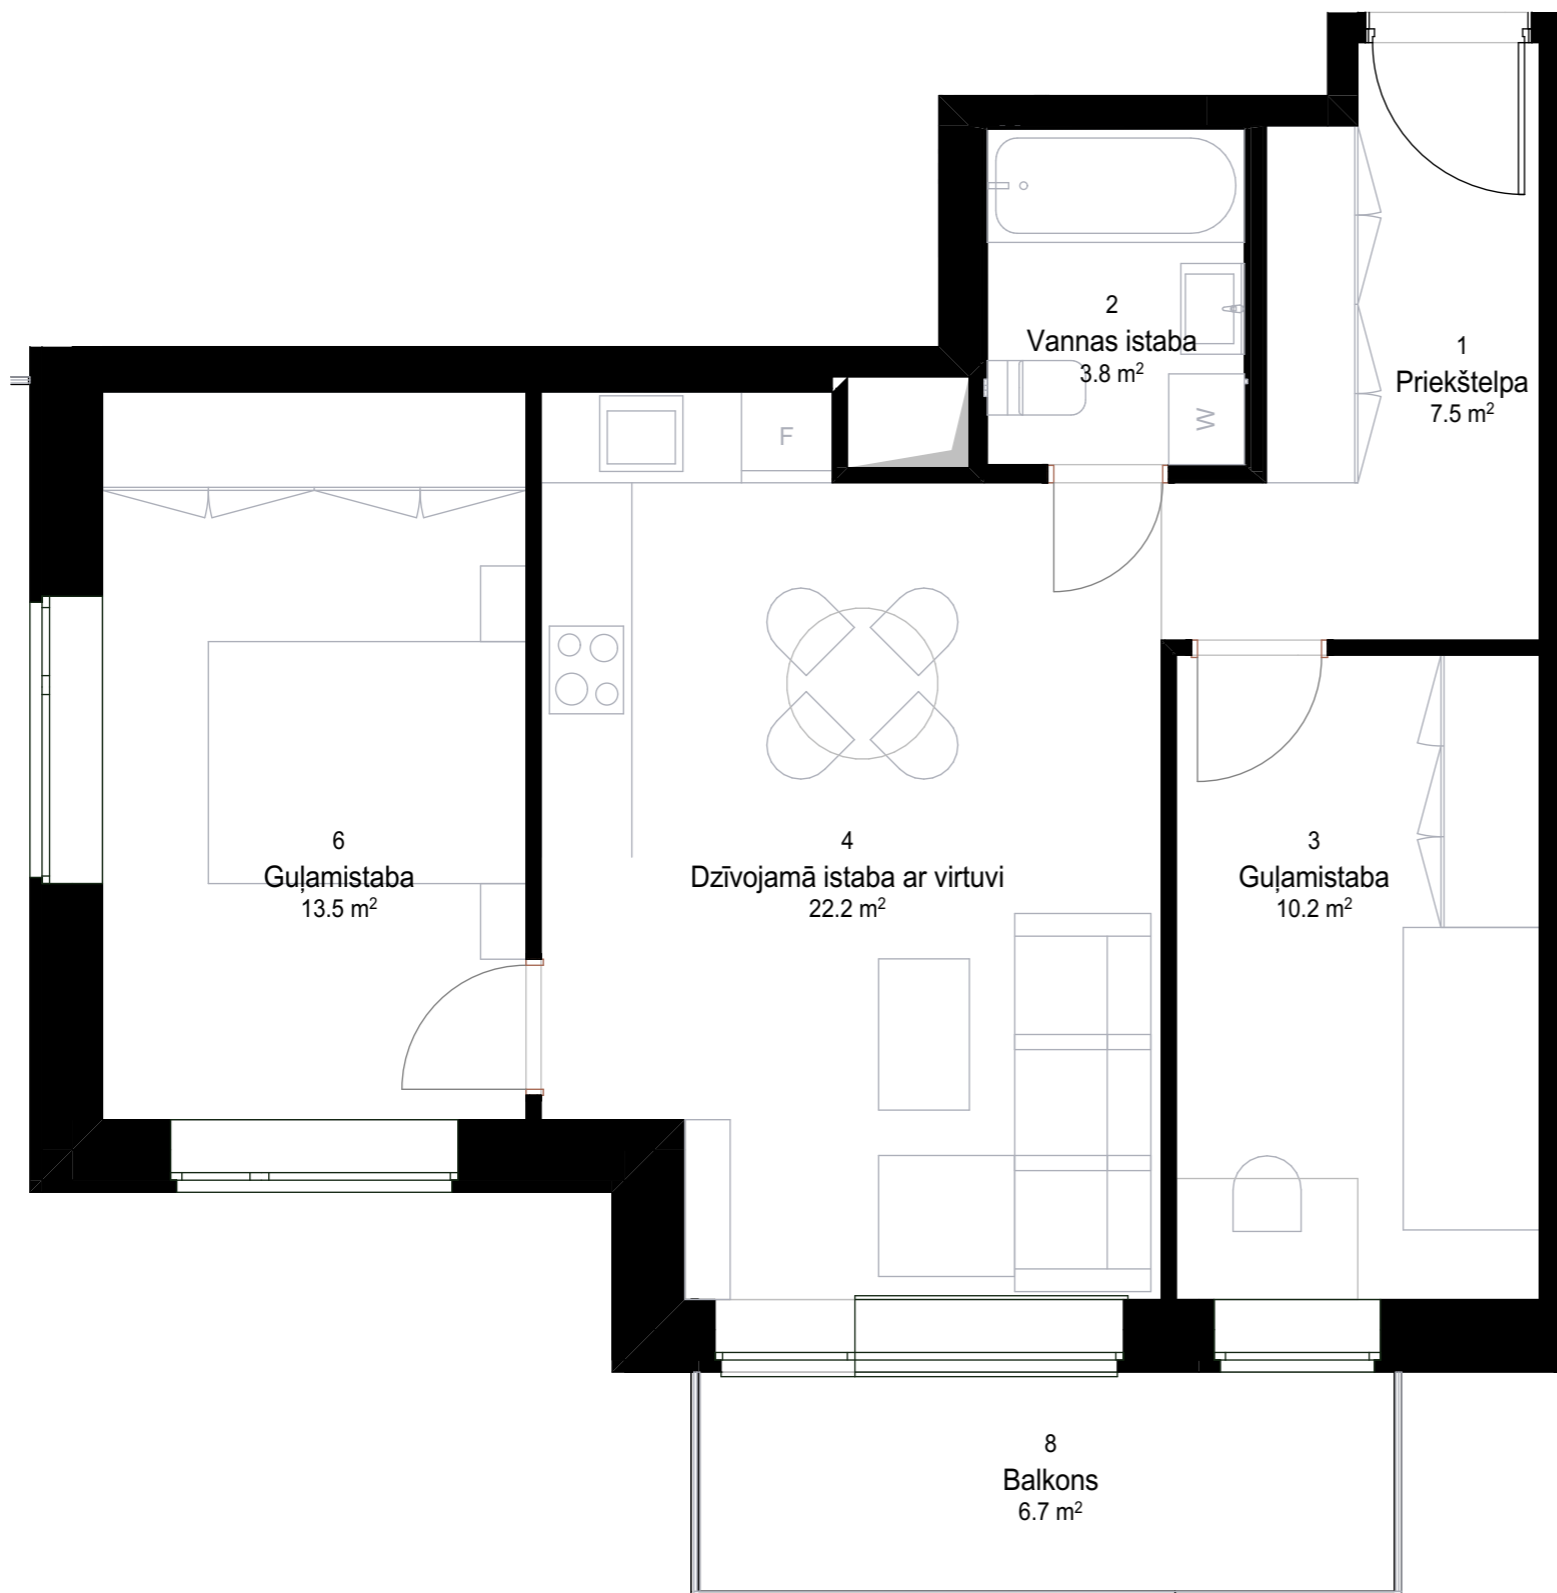 2
Vannas istaba
3.8 m²
1
Priekštelpa
7.5 m²
F
W
6
Guļamistaba
13.5 m²
4
Dzīvojamā istaba ar virtuvi
22.2 m²
3
Guļamistaba
10.2 m²
8
Balkons
6.7 m²